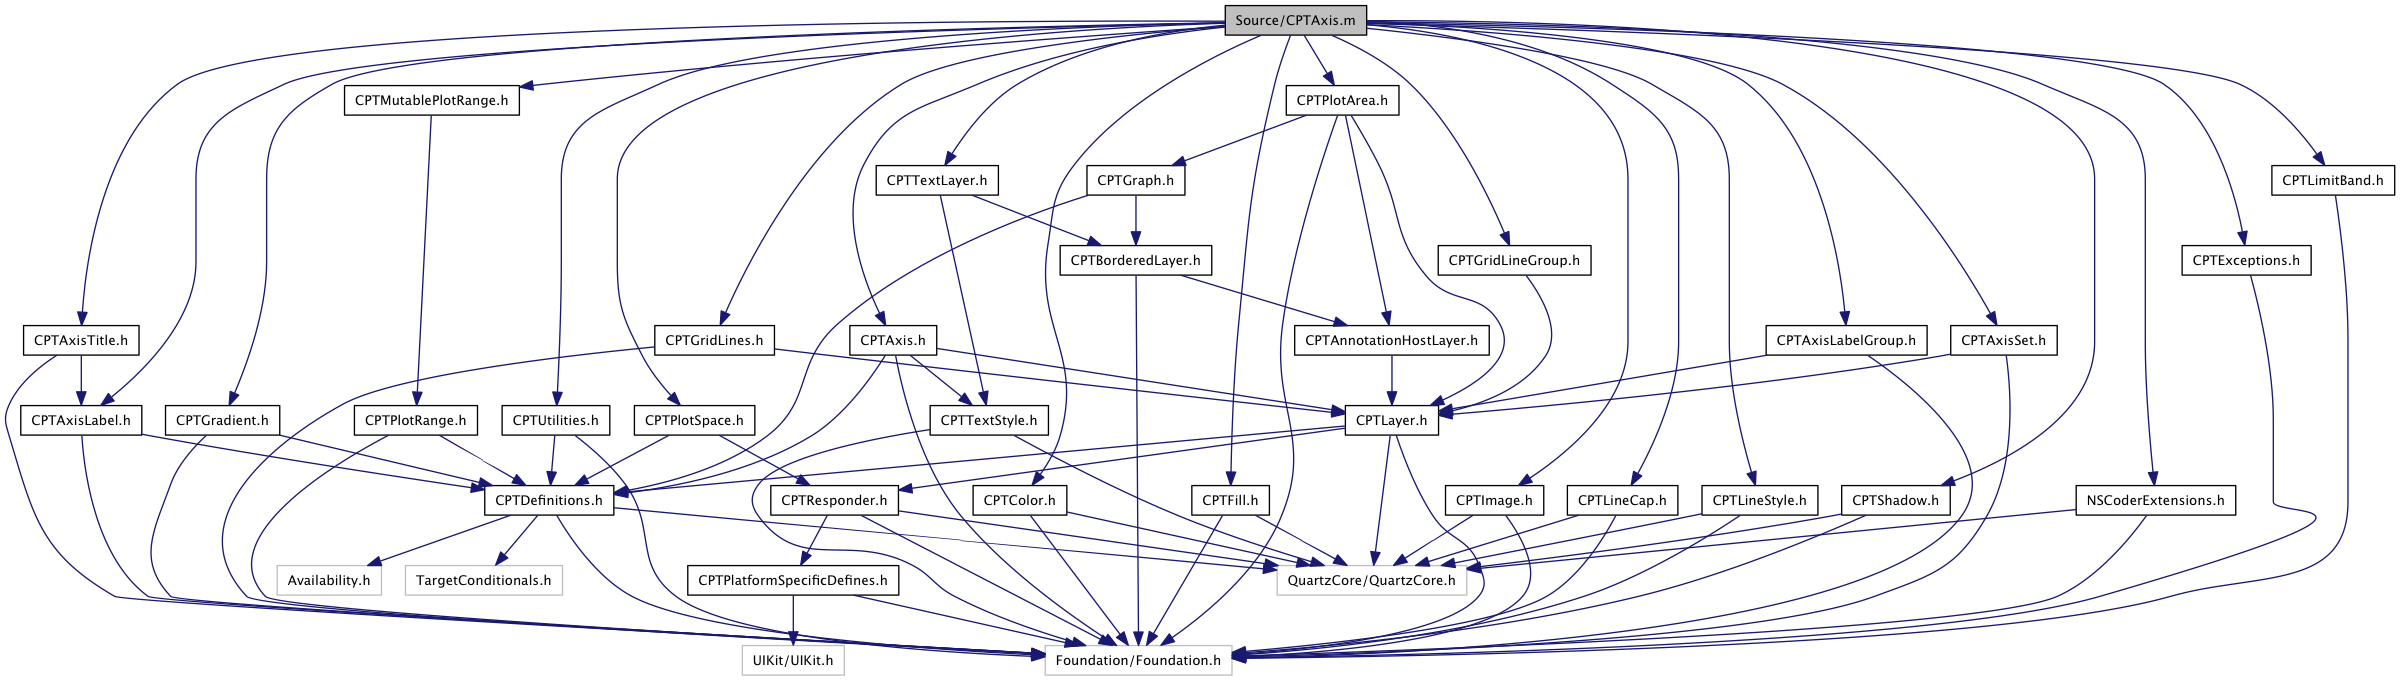 Source/CPTAxis.m
CPTMutablePlotRange.h
CPTPlotArea.h
CPTTextLayer.h
CPTGraph.h
CPTLimitBand.h
CPTBorderedLayer.h
CPTGridLineGroup.h
CPTExceptions.h
CPTAxisTitle.h
CPTGridLines.h
CPTAxis.h
CPTAnnotationHostLayer.h
CPTAxisLabelGroup.h
CPTAxisSet.h
CPTAxisLabel.h
CPTGradient.h
CPTPlotRange.h
CPTUtilities.h
CPTPlotSpace.h
CPTTextStyle.h
CPTLayer.h
CPTDefinitions.h
CPTResponder.h
CPTColor.h
CPTFill.h
CPTImage.h
CPTLineCap.h
CPTLineStyle.h
CPTShadow.h
NSCoderExtensions.h
Availability.h
TargetConditionals.h
CPTPlatformSpecificDefines.h
QuartzCore/QuartzCore.h
UIKit/UIKit.h
Foundation/Foundation.h